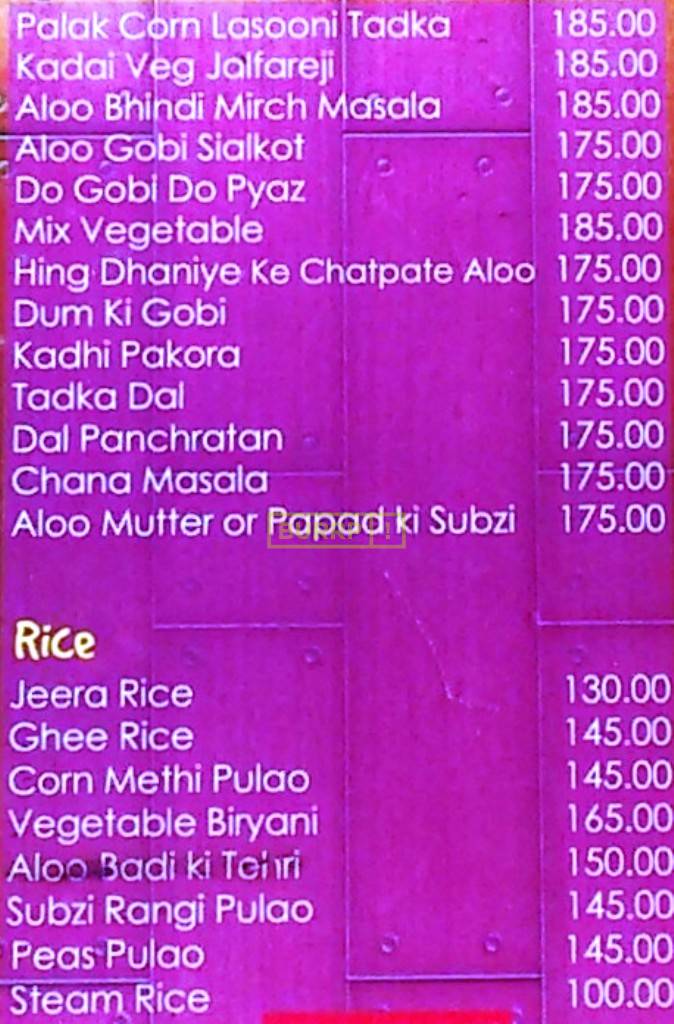 Palak Corn Lasooni Tadka 185.00
Kadai Veg Jalfareji 185.00
Aloo Bhindi Mirch Masala 185.00
Aloo Gobi Sialkot 175.00
Do Gobi Do Pyaz 175.00
Mix Vegetable 185.00
Hing Dhaniye Ke Chatpate Aloo 175.00
Dum Ki Gobi 175.00
Kadhi Pakora 175.00
Tadka Dal 175.00
Dal Panchratan 175.00
Chana Masala 175.00
Aloo Mutter or Papad ki Subzi 175.00
Rice
Jeera Rice 130.00
Ghee Rice 145.00
Corn Methi Pulao 145.00
Vegetable Biryani 165.00
Aloo Badi ki Tehri 150.00
Subzi Rangi Pulao 145.00
Peas Pulao 145.00
Steam Rice 100.00